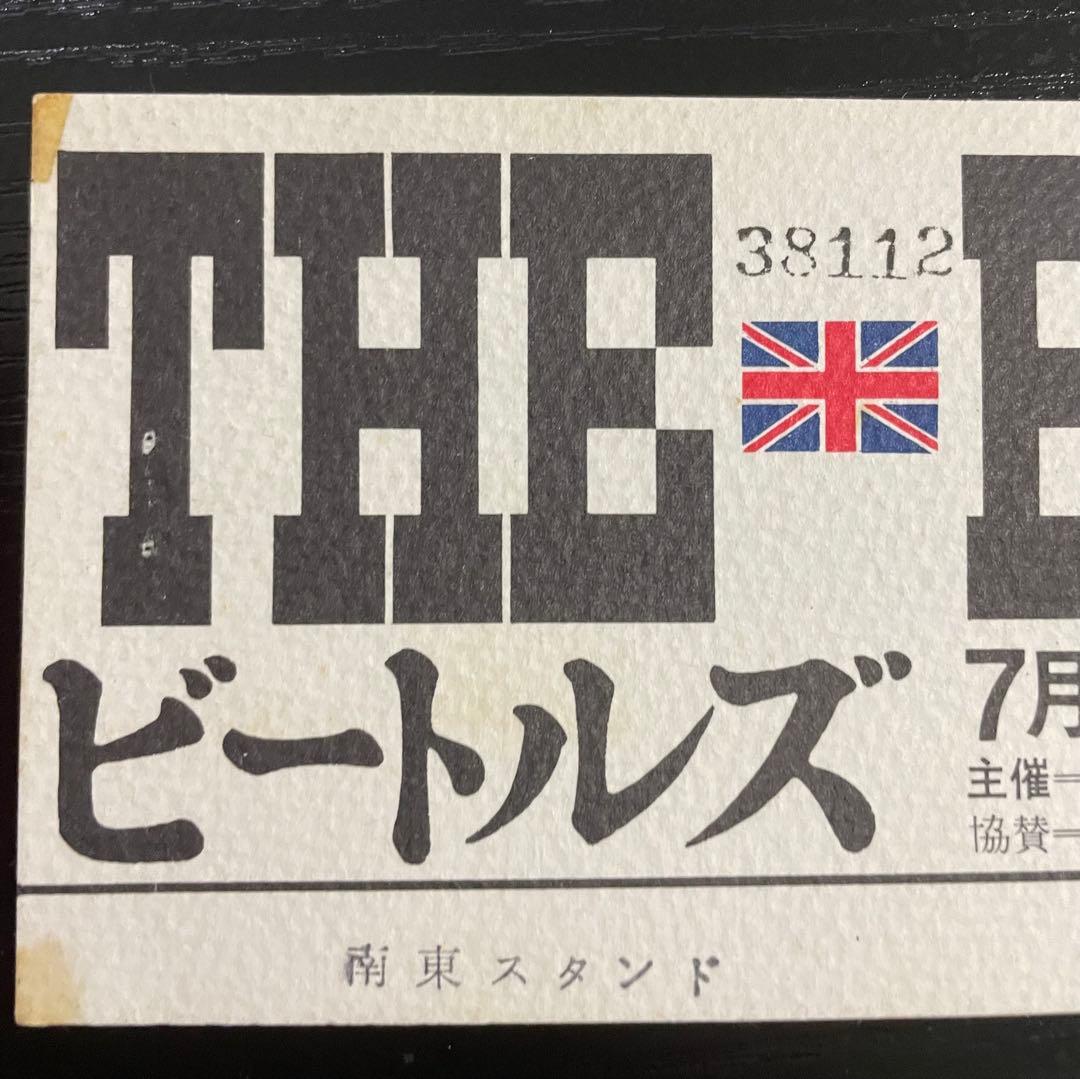 THE B
38112
ビートルズ
7月
主催=
協賛=
南東スタンド